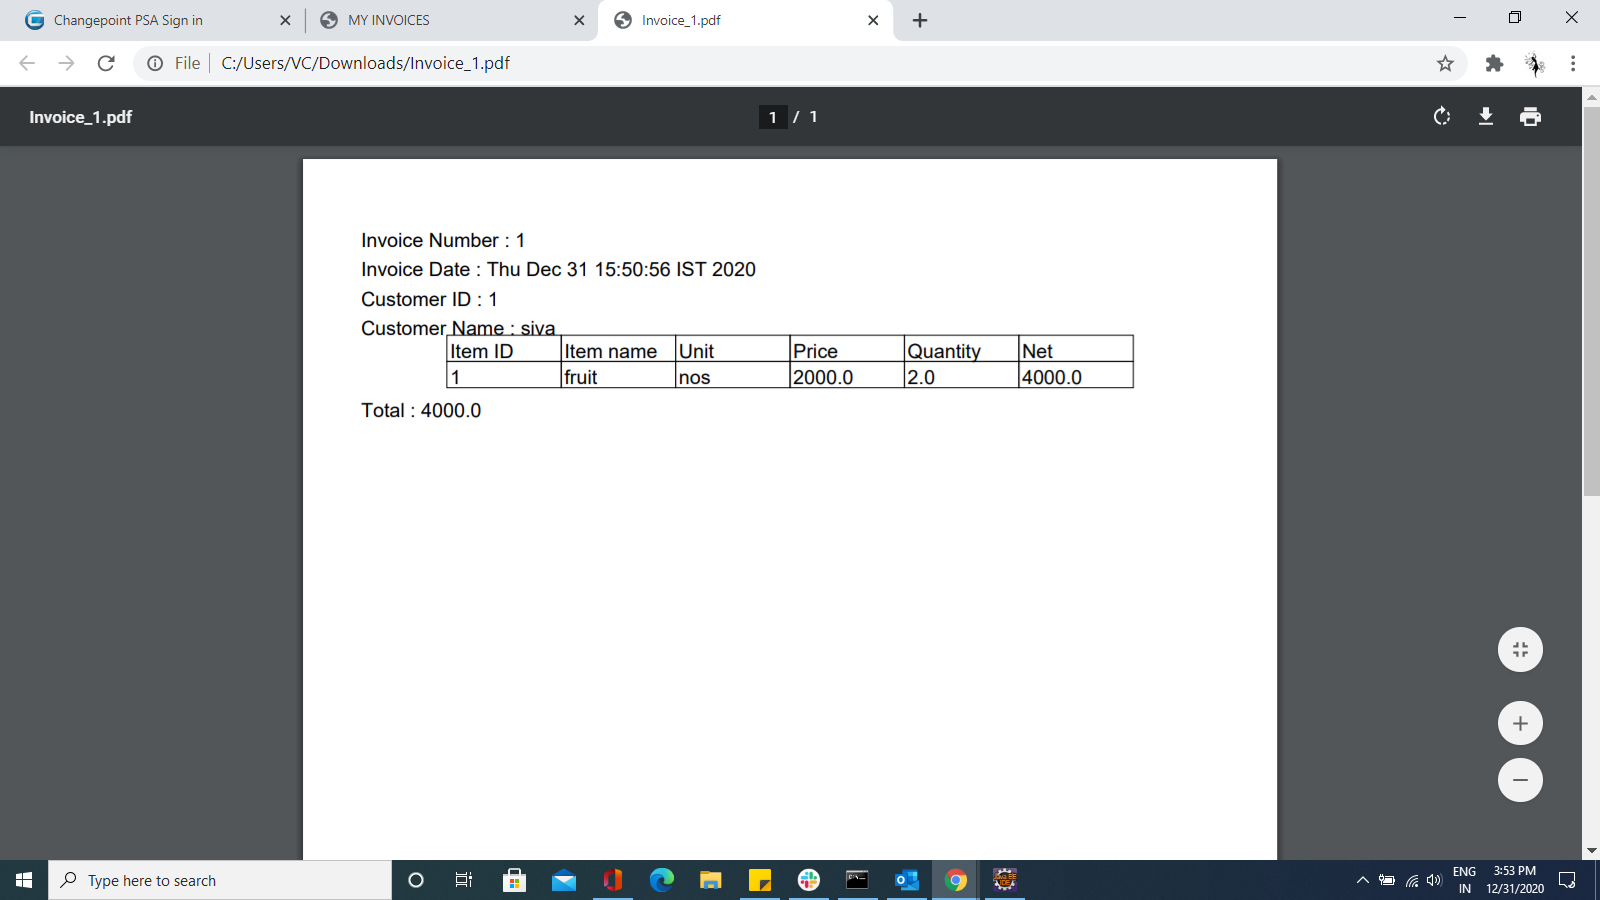 Changepoint PSA Sign in
MY INVOICES
Invoice_1.pdf
File
C:/Users/VC/Downloads/Invoice_1.pdf
Invoice_1.pdf
1 / 1
Invoice Number : 1
Invoice Date : Thu Dec 31 15:50:56 IST 2020
Customer ID : 1
Customer Name : siva
Item ID Item name Unit Price Quantity Net
1 fruit nos 2000.0 2.0 4000.0
Total : 4000.0
Type here to search
ENG 3:53 PM
IN 12/31/2020